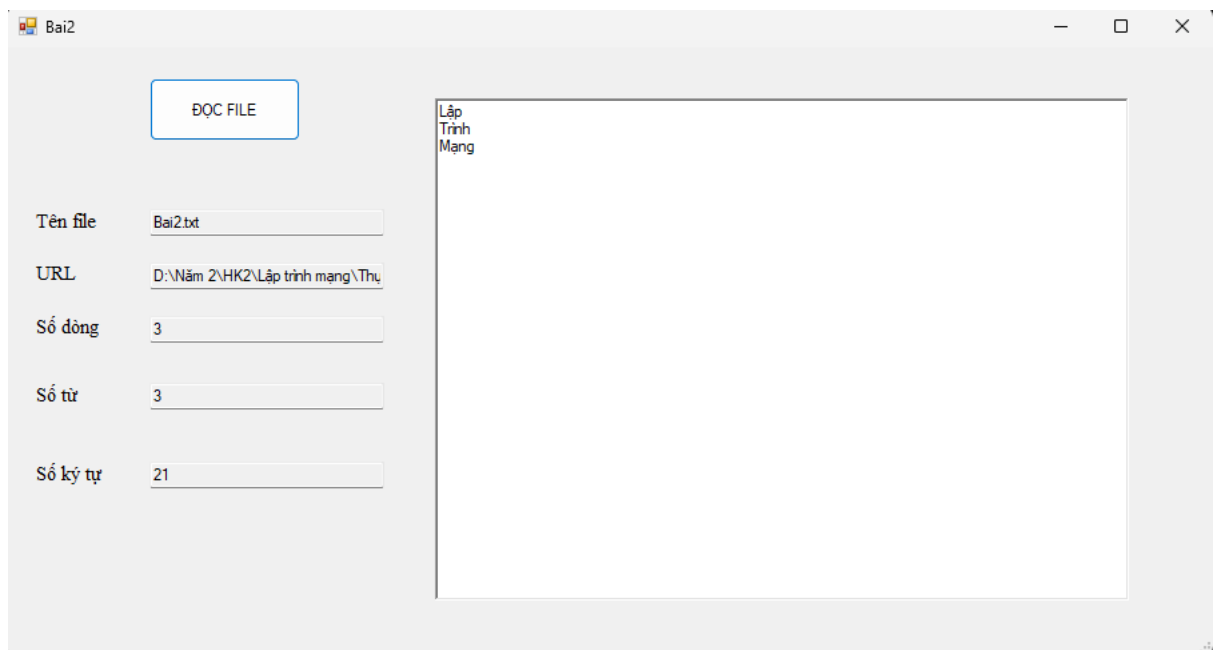 Bai2
ĐỌC FILE
Lập
Trình
Mạng
Tên file Bai2.txt
URL D:\Năm 2\HK2\Lập trình mạng\Thự
Số dòng 3
Số từ 3
Số ký tự 21